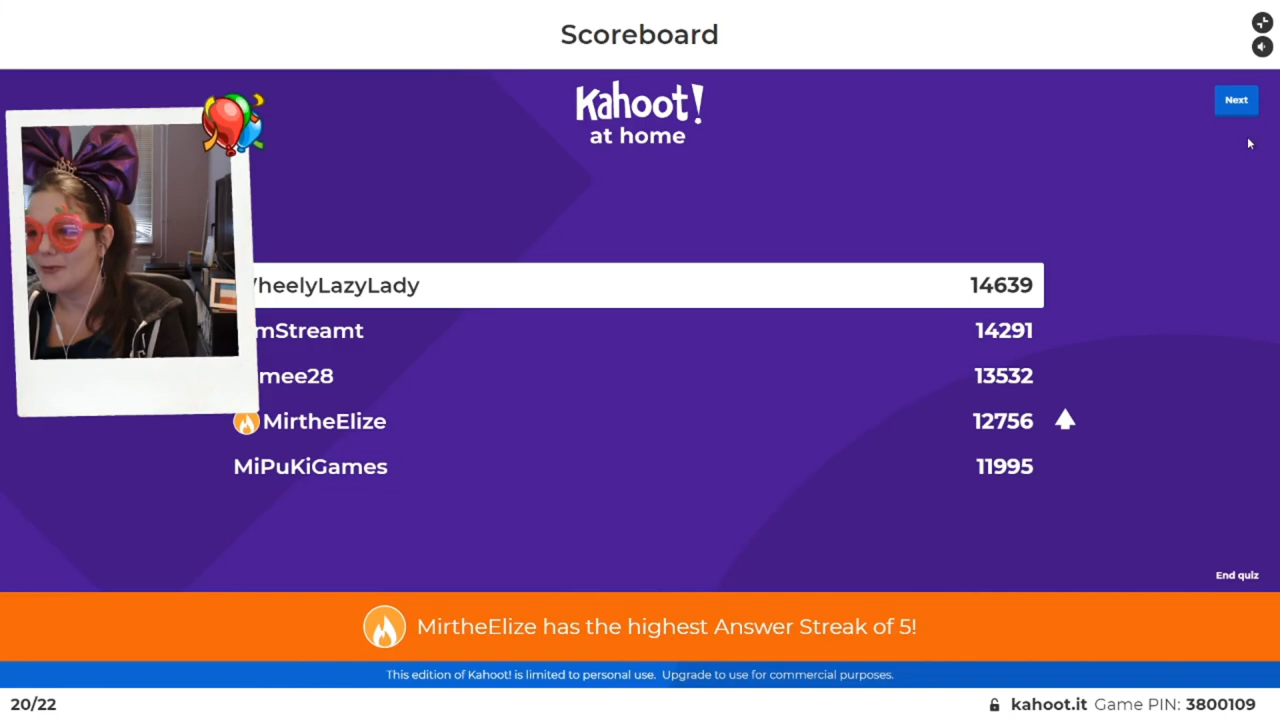 Scoreboard
Kahoot!
at home
Next
heelyLazyLady 14639
mStreamt 14291
mee28 13532
MirtheElize 12756
MiPuKiGames 11995
End quiz
MirtheElize has the highest Answer Streak of 5!
This edition of Kahoot! is limited to personal use. Upgrade to use for commercial purposes.
20/22
kahoot.it Game PIN: 3800109